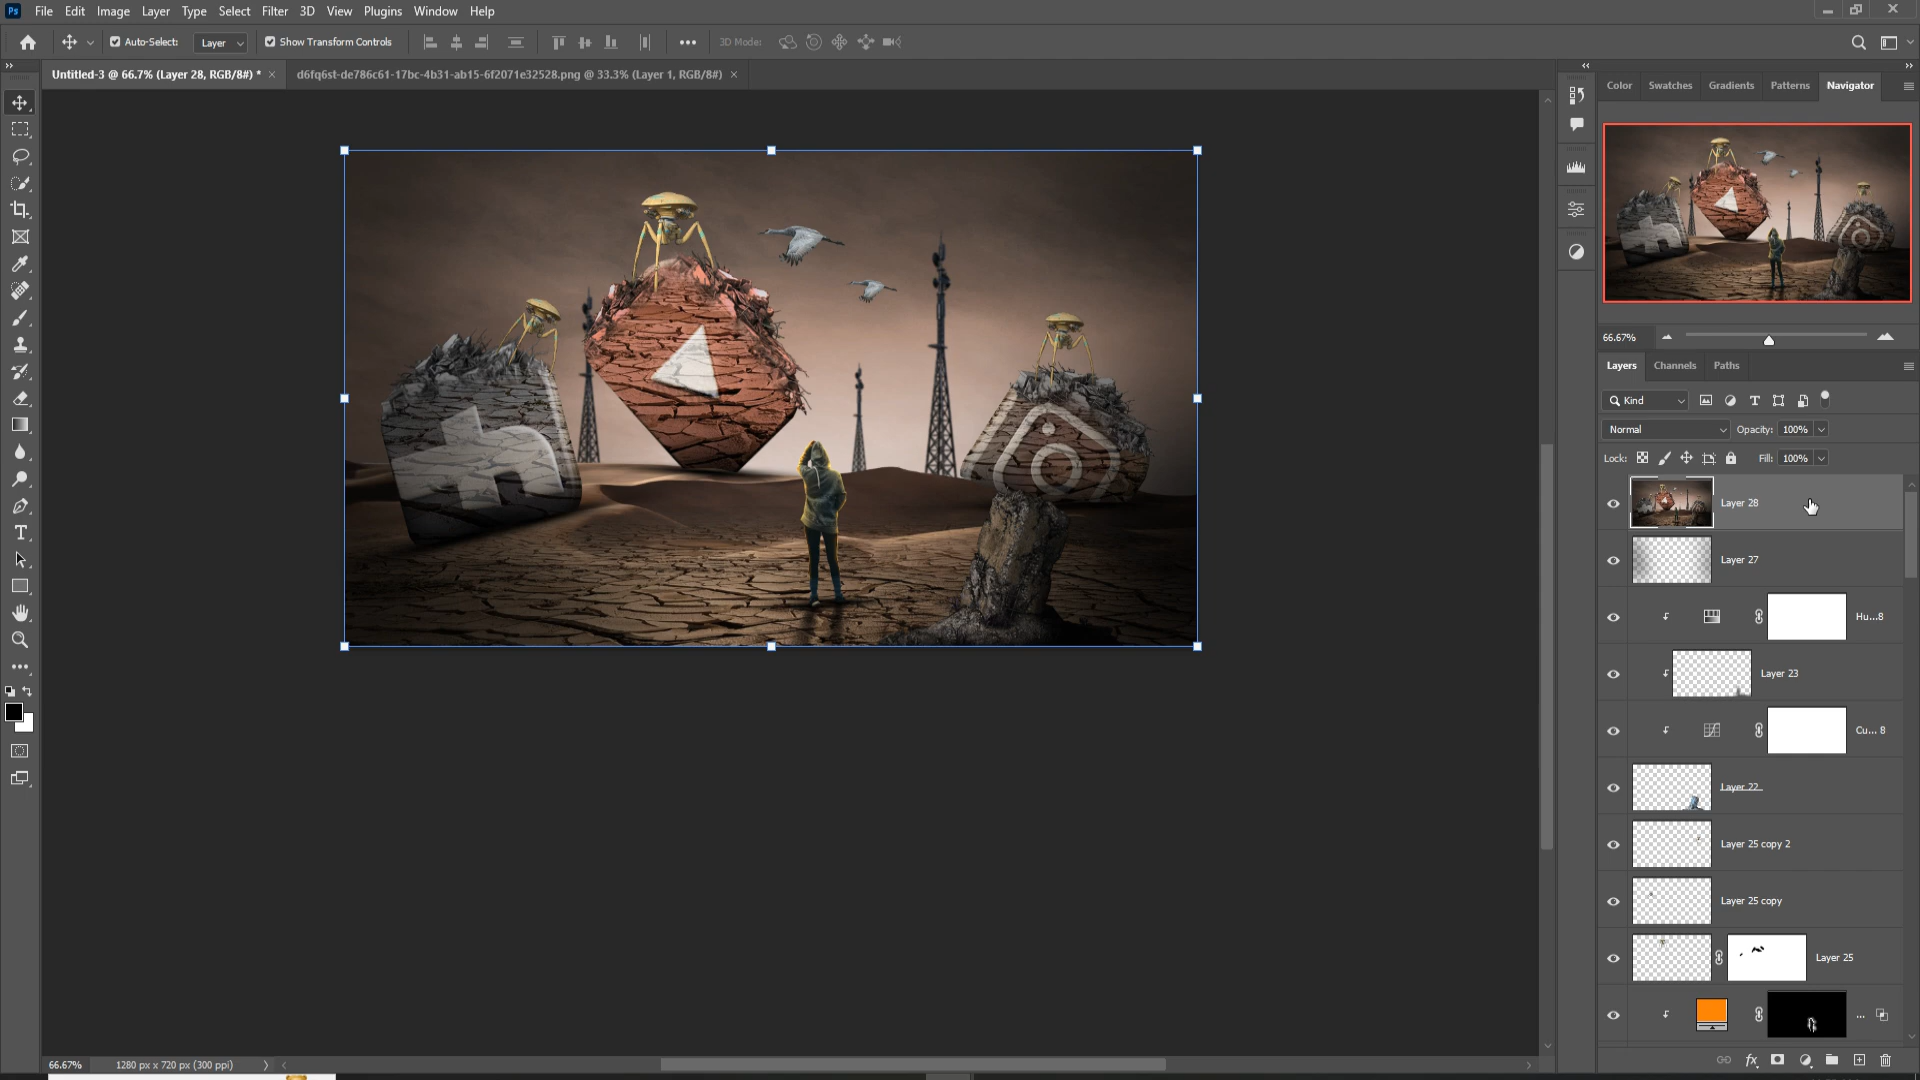 Ps File Edit Image Layer Type Select Filter 3D View Plugins Window Help
Auto-Select: Layer Show Transform Controls 3D Mode:
Untitled-3 @ 66.7% (Layer 28, RGB/8#) * × d6fq6st-de786c61-17bc-4b31-ab15-6f2071e32528.png @ 33.3% (Layer 1, RGB/8#) ×
Color Swatches Gradients Patterns Navigator
66.67%
Layers Channels Paths
Kind
Normal Opacity: 100%
Lock: Fill: 100%
Layer 28
Layer 27
Hu...8
Layer 23
Cu... 8
Layer 22
Layer 25 copy 2
Layer 25 copy
Layer 25
...
66.67% 1280 px x 720 px (300 ppi)